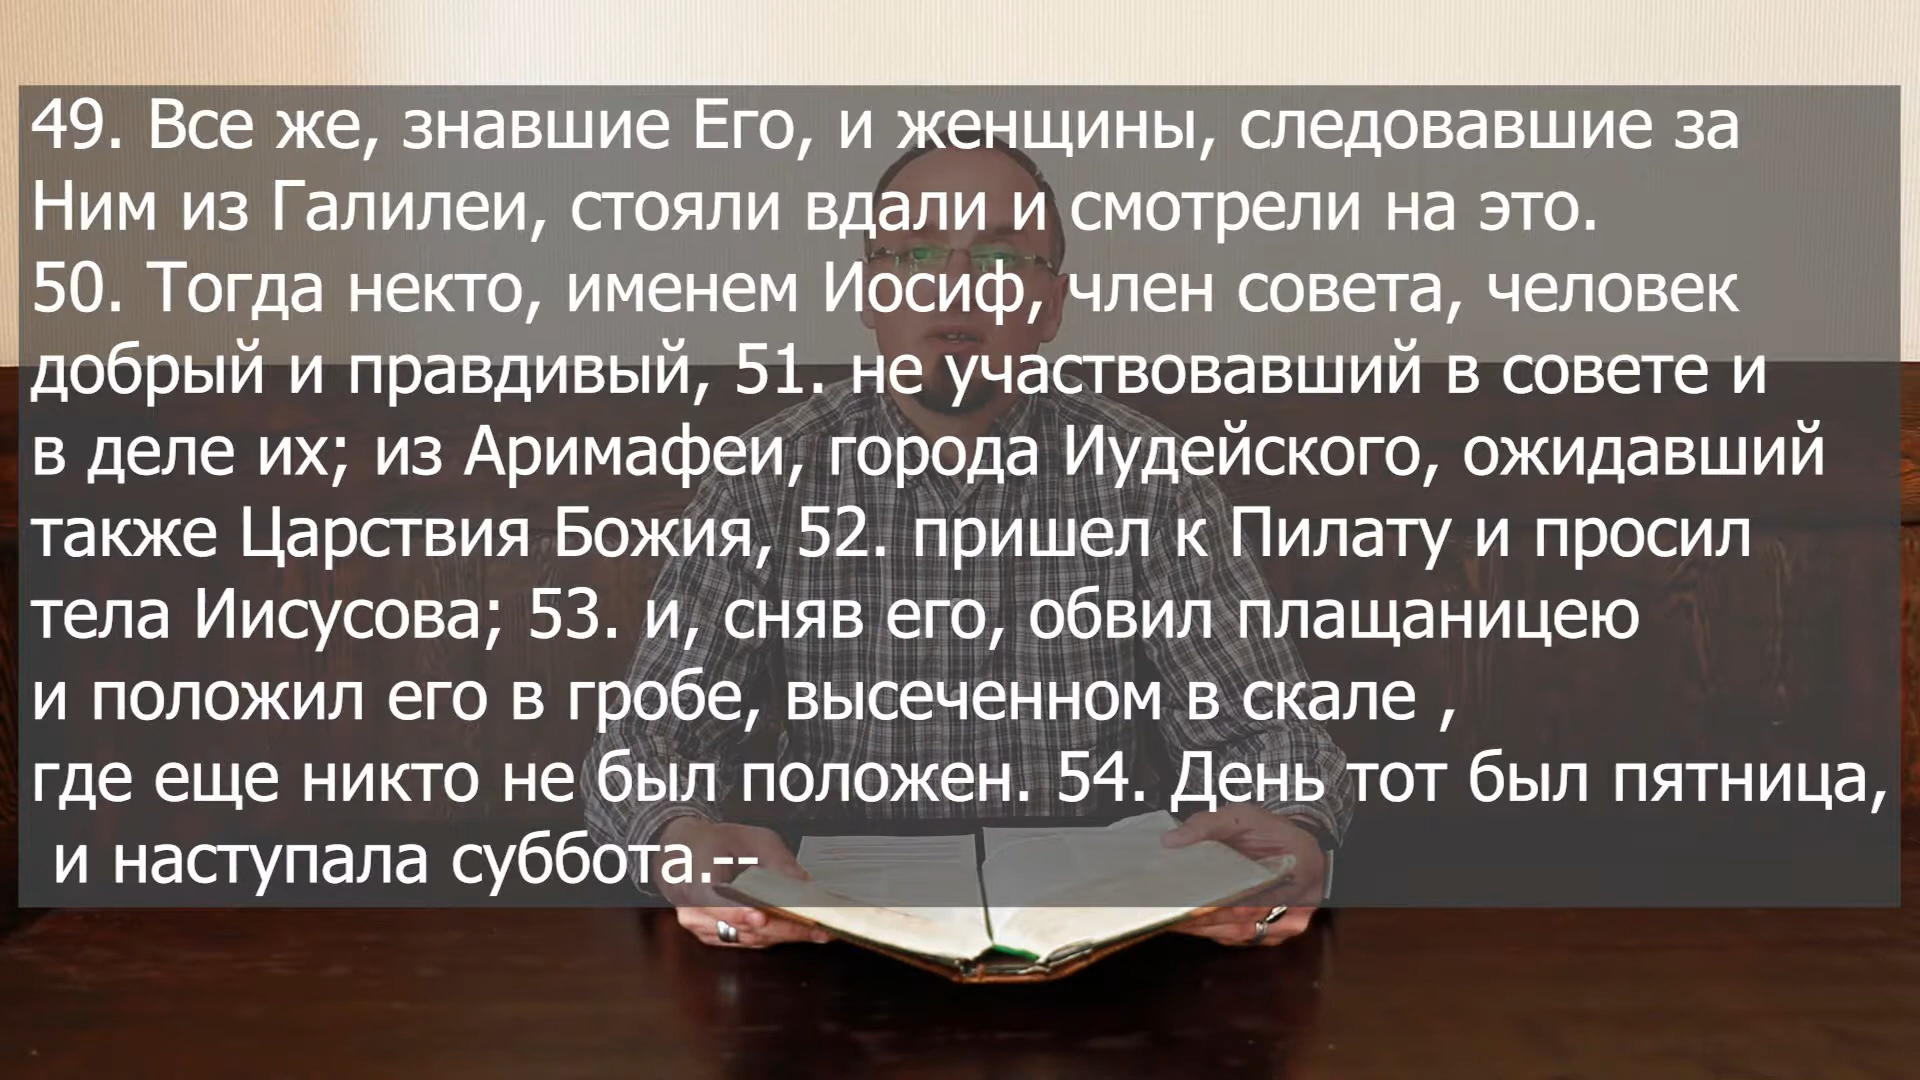 49. Все же, знавшие Его, и женщины, следовавшие за
Ним из Галилеи, стояли вдали и смотрели на это.
50. Тогда некто, именем Иосиф, член совета, человек
добрый и правдивый, 51. не участвовавший в совете и
в деле их; из Аримафеи, города Иудейского, ожидавший
также Царствия Божия, 52. пришел к Пилату и просил
тела Иисусова; 53. и, сняв его, обвил плащаницею
и положил его в гробе, высеченном в скале ,
где еще никто не был положен. 54. День тот был пятница,
и наступала суббота.--